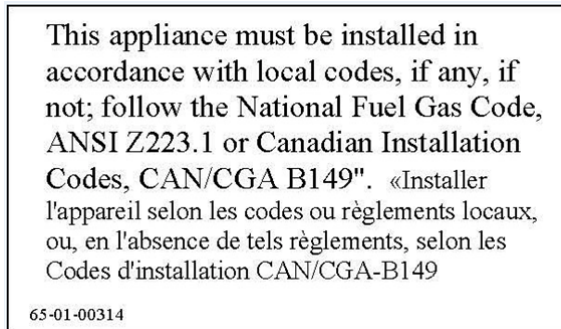 This appliance must be installed in
accordance with local codes, if any, if
not; follow the National Fuel Gas Code,
ANSI Z223.1 or Canadian Installation
Codes, CAN/CGA B149". «Installer
l'appareil selon les codes ou règlements locaux,
ou, en l'absence de tels règlements, selon les
Codes d'installation CAN/CGA-B149
65-01-00314